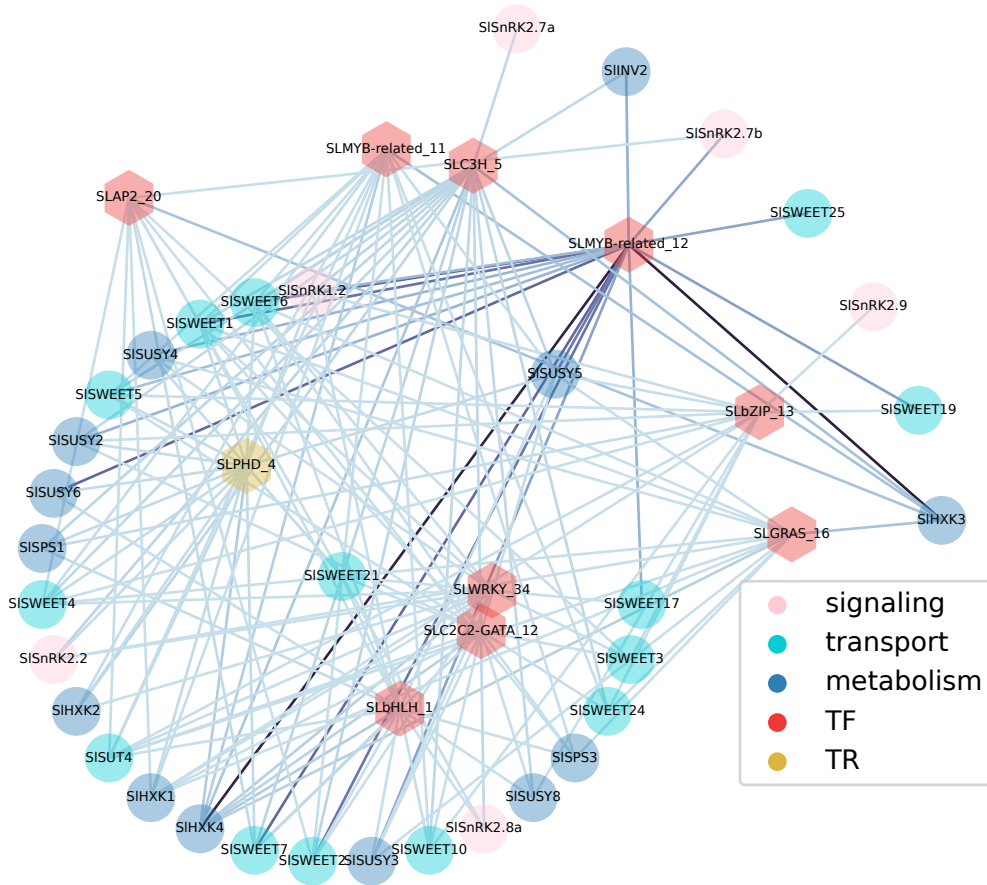 SlSnRK2.7a
SlINV2
SlSnRK2.7b
SLMYB-related_11
SLC3H_5
SLAP2_20
SlSWEET25
SLMYB-related_12
SlSnRK1.2
SlSWEET6
SlSnRK2.9
SlSWEET1
SlSUSY4
SlSUSY5
SlSWEET5
SLbZIP_13
SlSWEET19
SlSUSY2
SLPHD_4
SlSUSY6
SlHXK3
SLGRAS_16
SlSPS1
SlSWEET21
SLWRKY_34
SlSWEET4
SlSWEET17
signaling
SLC2C2-GATA_12
transport
SlSnRK2.2
SlSWEET3
metabolism
SlHXK2
SLbHLH_1
SlSWEET24
TF
SlSUT4
SlSPS3
TR
SlHXK1
SlSUSY8
SlHXK4
SlSnRK2.8a
SlSWEET7
SlSWEET2
SlSUSY3
SlSWEET10